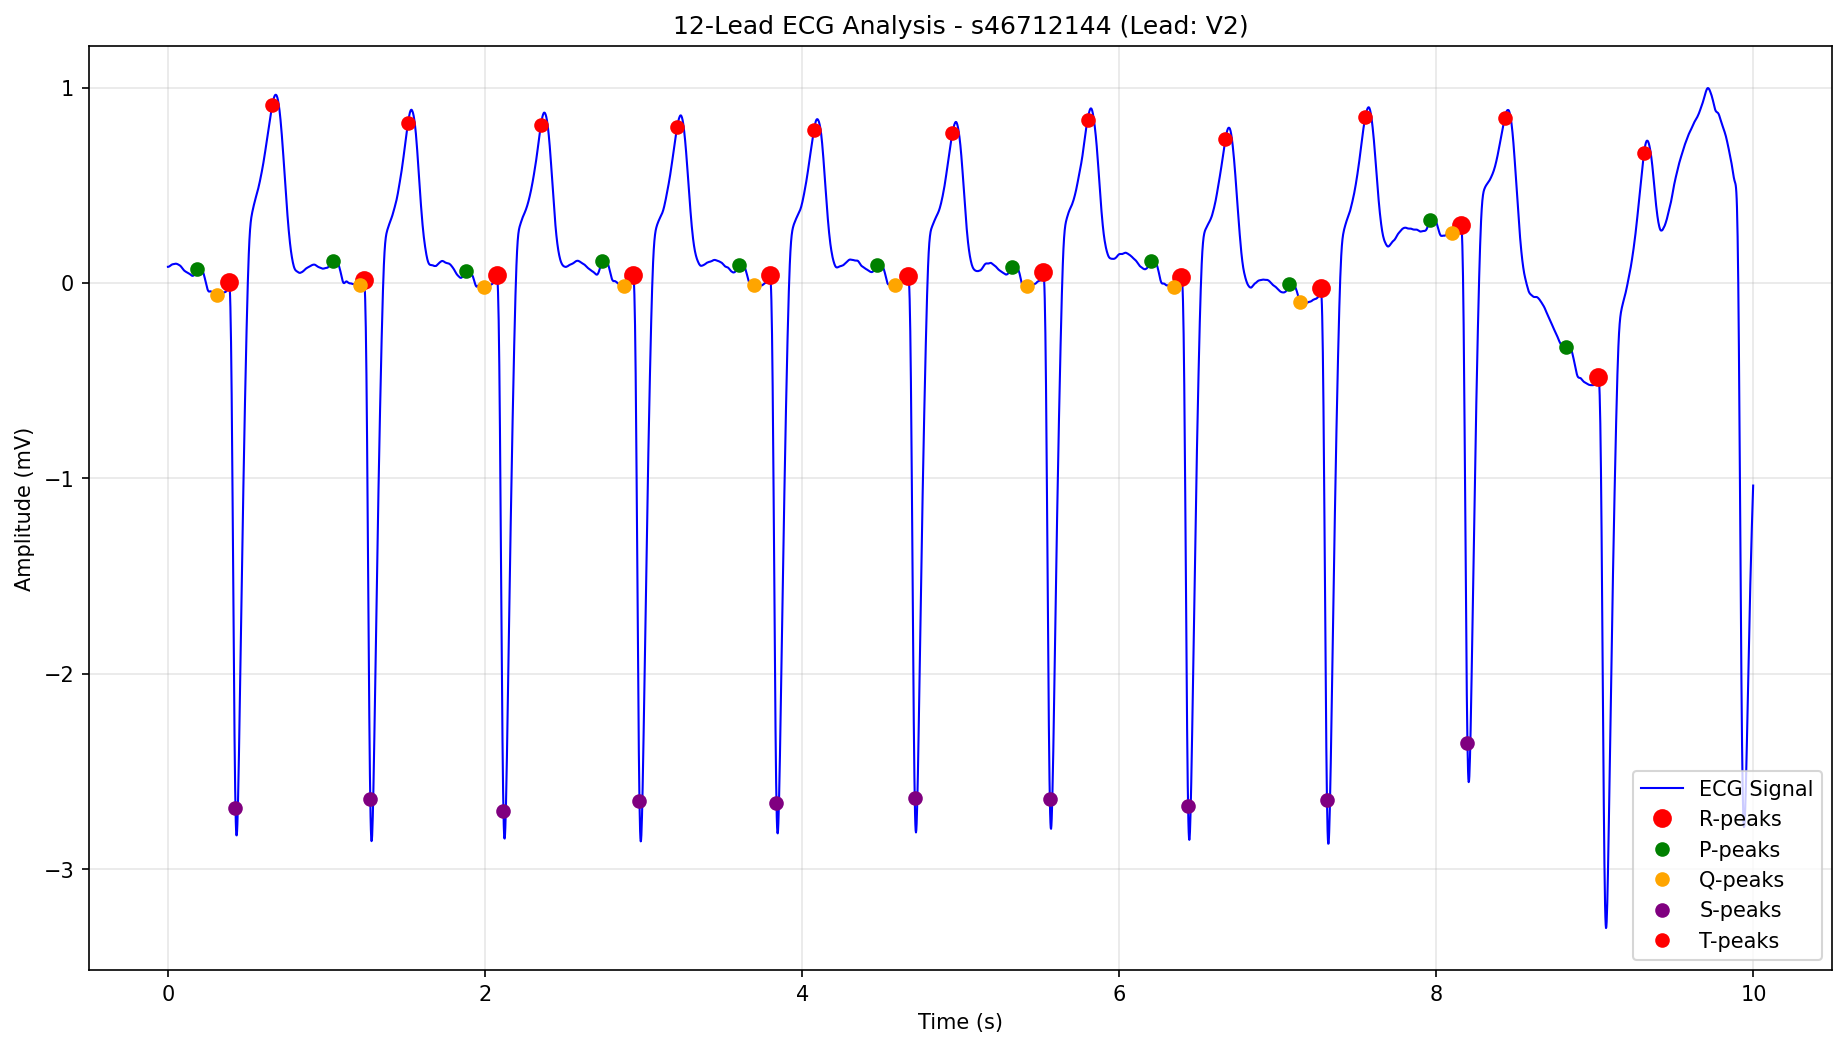 12-Lead ECG Analysis - s46712144 (Lead: V2)
1
0
−1
−2
−3
Amplitude (mV)
0
2
4
6
8
10
Time (s)
ECG Signal
R-peaks
P-peaks
Q-peaks
S-peaks
T-peaks